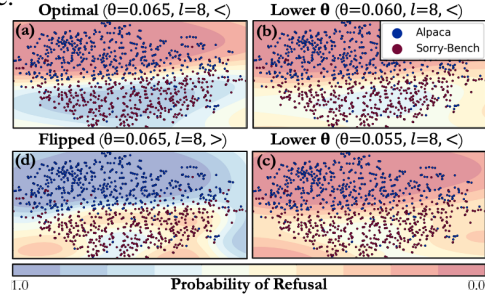 Optimal (θ=0.065, l=8, <)
Lower θ (θ=0.060, l=8, <)
(a)
(b)
Alpaca
Sorry-Bench
Flipped (θ=0.065, l=8, >)
Lower θ (θ=0.055, l=8, <)
(d)
(c)
1.0
Probability of Refusal
0.0